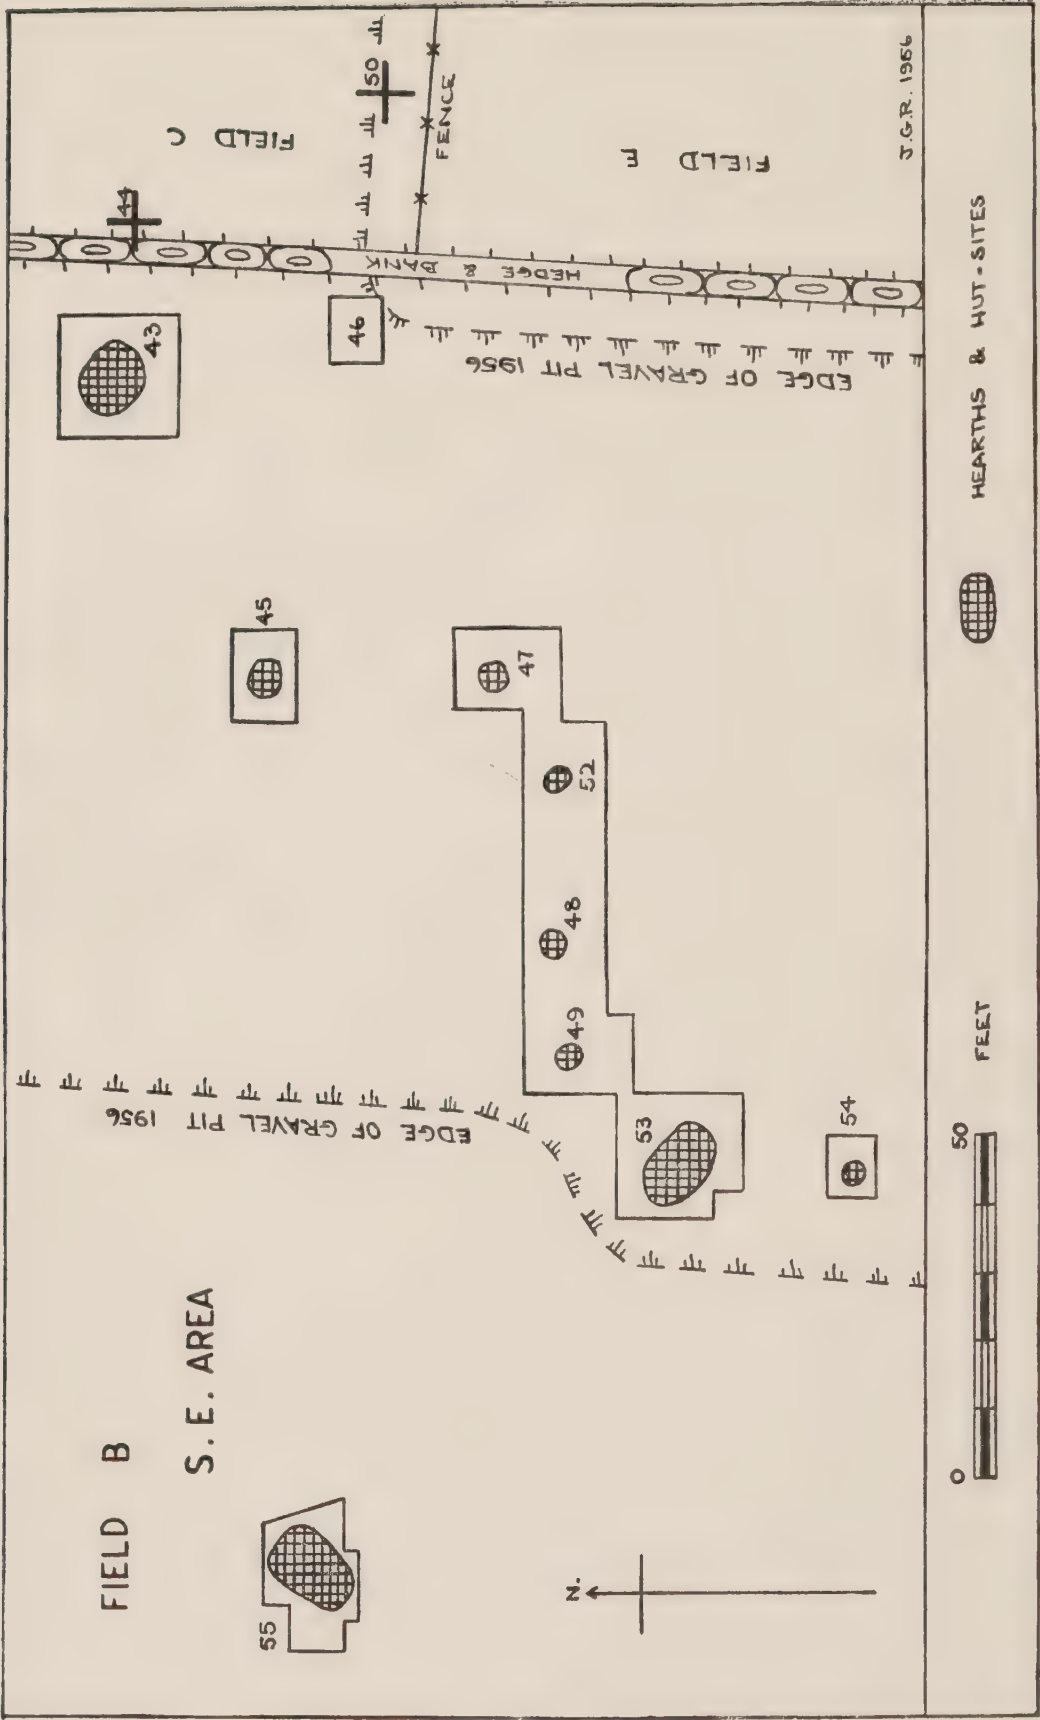 FIELD B
S. E. AREA
55
N.
EDGE OF GRAVEL PIT 1956
53
54
49
48
52
47
45
43
46
44
50
HEDGE & BANK
EDGE OF GRAVEL PIT 1956
FIELD C
FENCE
FIELD E
J.G.R. 1956
0
50
FEET
HEARTHS & HUT-SITES